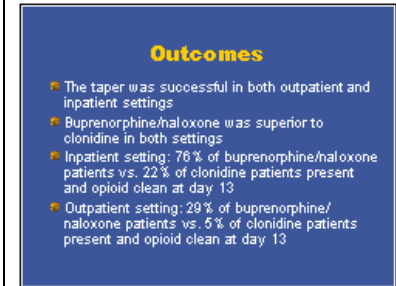 Outcomes
The taper was successful in both outpatient and
inpatient settings
Buprenorphine/naloxone was superior to
clonidine in both settings
Inpatient setting: 76% of buprenorphine/naloxone
patients vs. 22% of clonidine patients present
and opioid clean at day 13
Outpatient setting: 29% of buprenorphine/
naloxone patients vs. 5% of clonidine patients
present and opioid clean at day 13